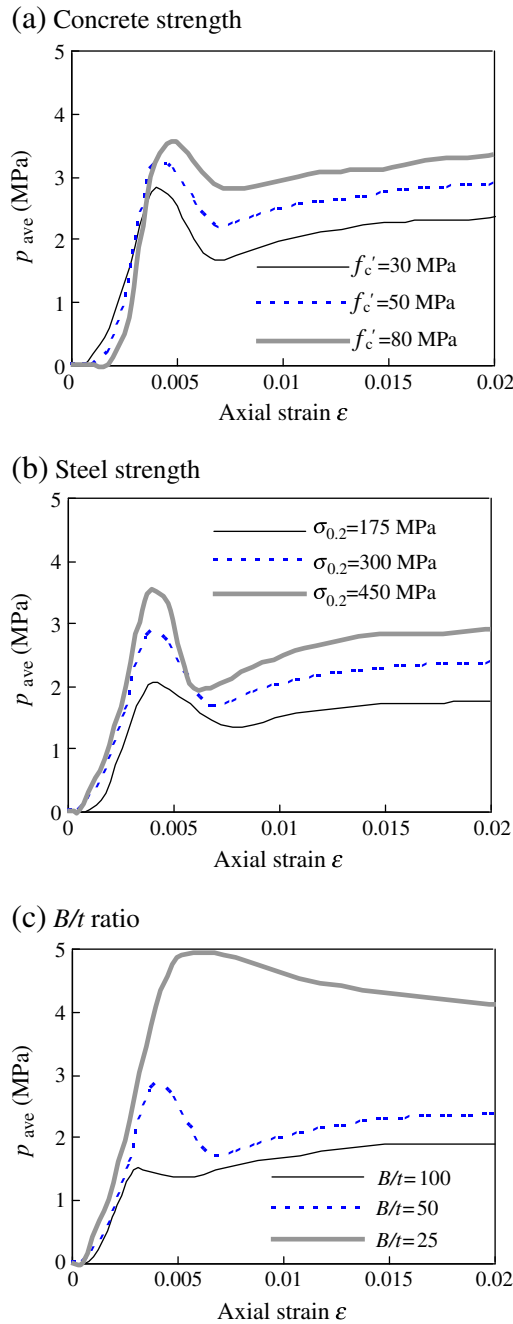 (a) Concrete strength
5
4
3
2
1
0
p ave (MPa)
f c′=30 MPa
f c′=50 MPa
f c′=80 MPa
0 0.005 0.01 0.015 0.02
Axial strain ε
(b) Steel strength
5
4
3
2
1
0
p ave (MPa)
σ0.2=175 MPa
σ0.2=300 MPa
σ0.2=450 MPa
0 0.005 0.01 0.015 0.02
Axial strain ε
(c) B/t ratio
5
4
3
2
1
0
p ave (MPa)
B/t=100
B/t=50
B/t=25
0 0.005 0.01 0.015 0.02
Axial strain ε